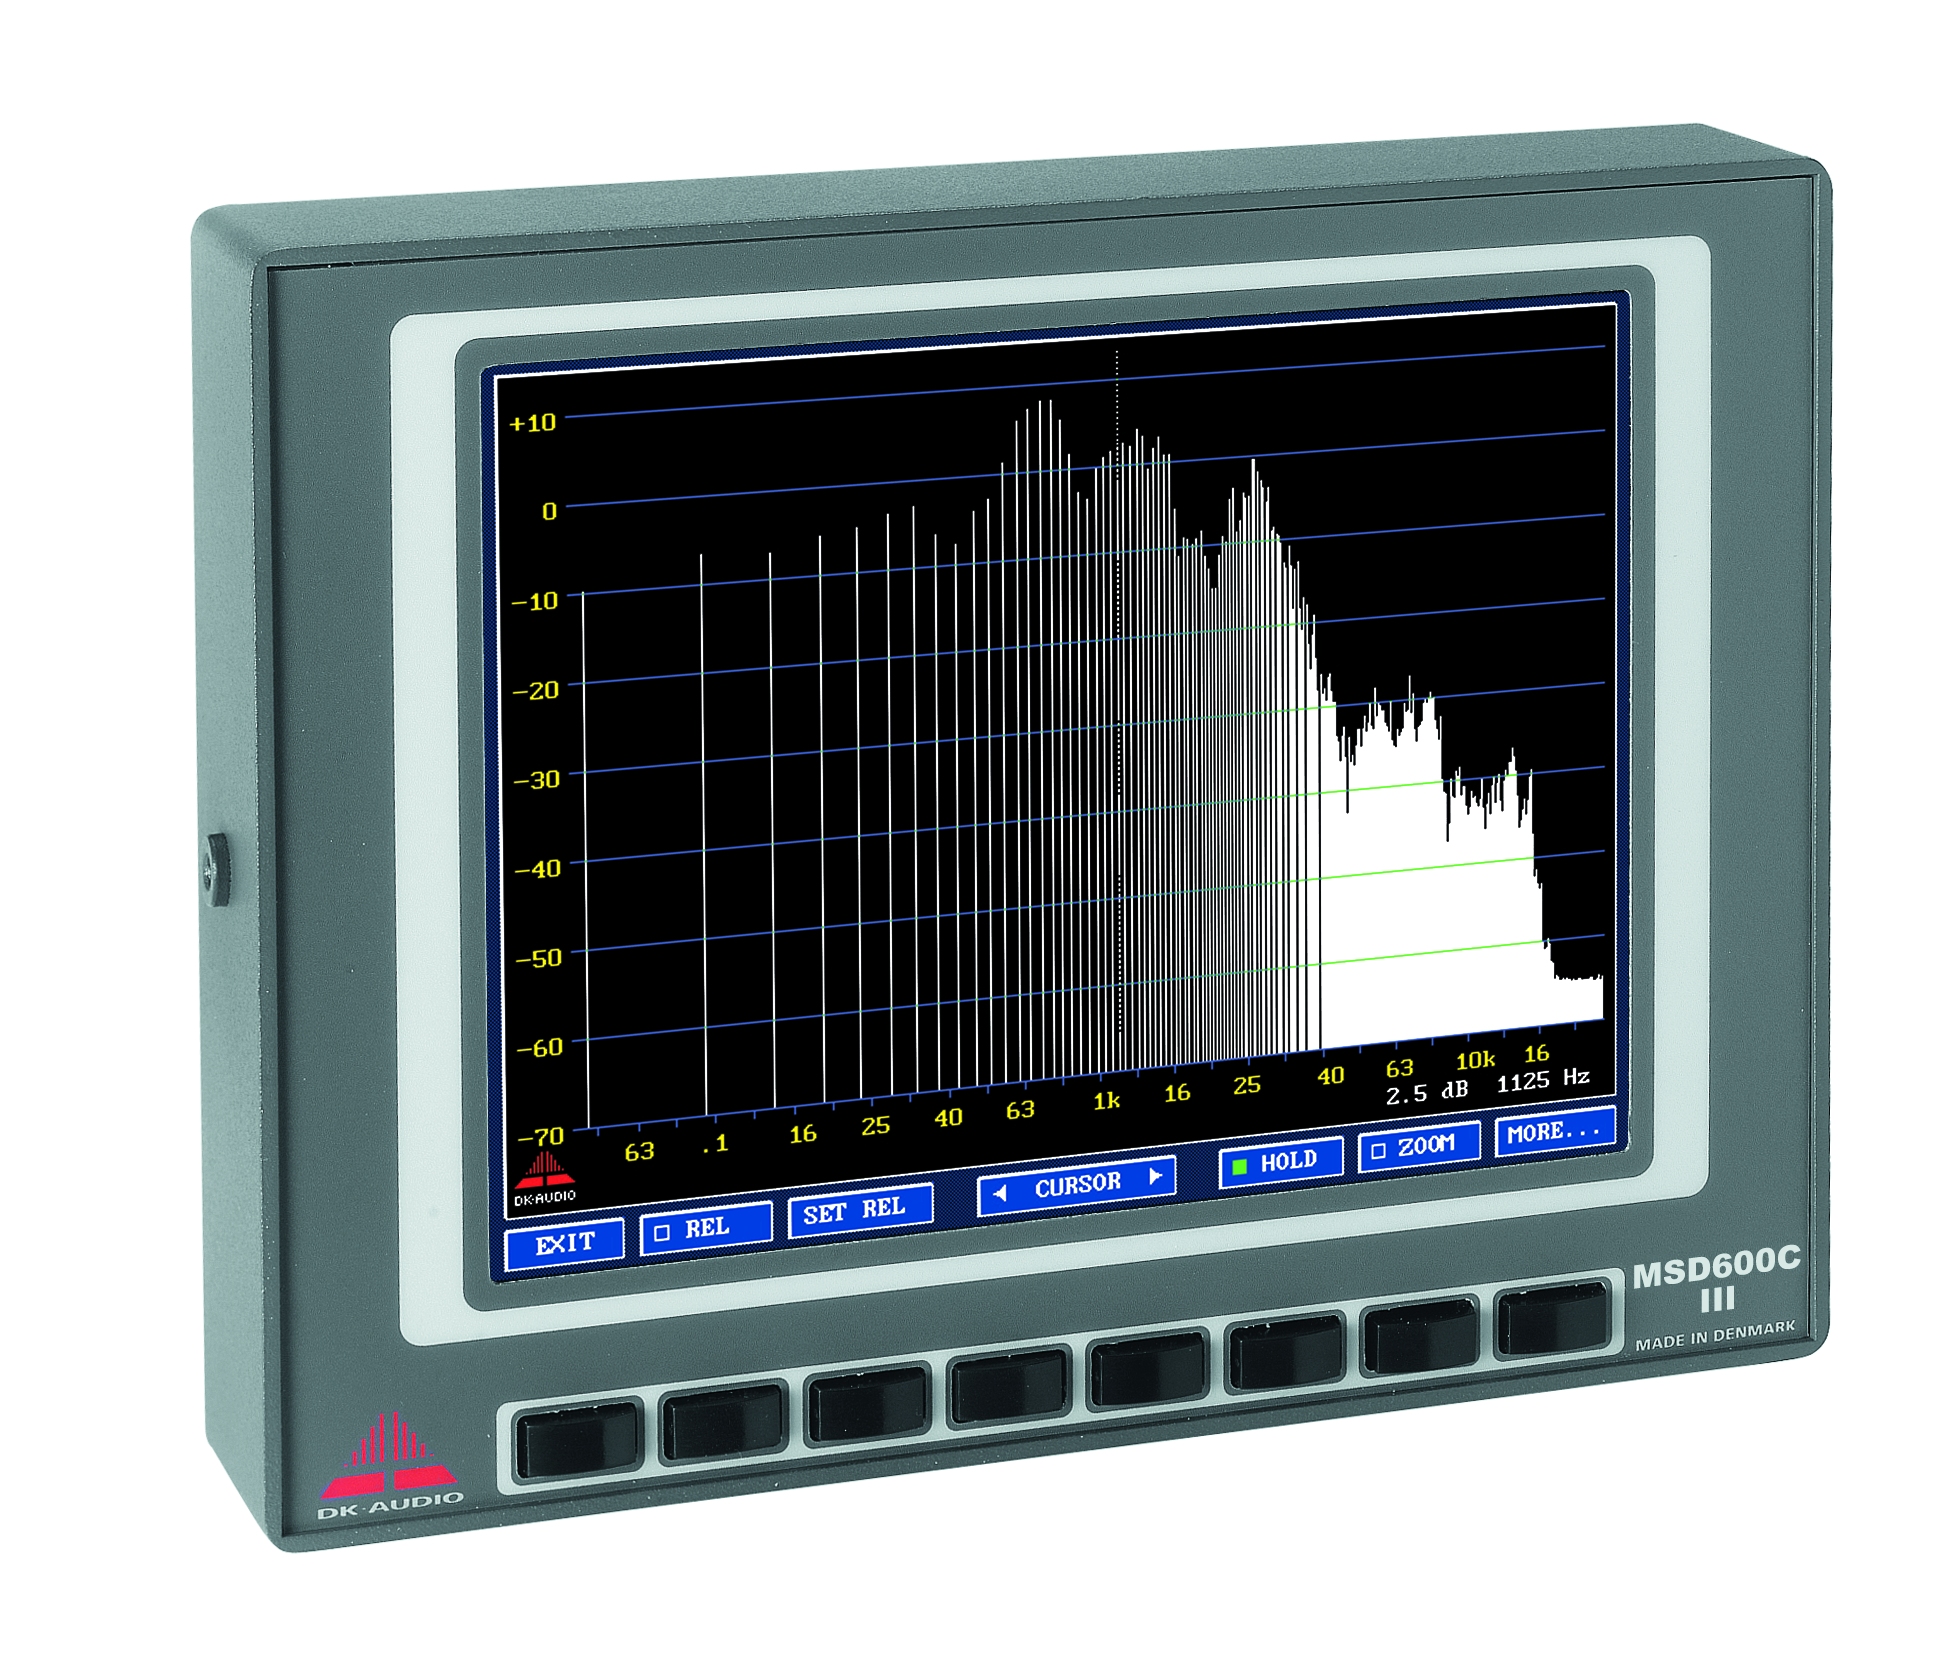 +10
0
−10
−20
−30
−40
−50
−60
−70
63 .1 16 25 40 63 1k 16 25 40 63 10k 16
2.5 dB 1125 Hz
DK-AUDIO
EXIT REL SET REL CURSOR HOLD ZOOM MORE...
MSD600C
III
MADE IN DENMARK
DK·AUDIO